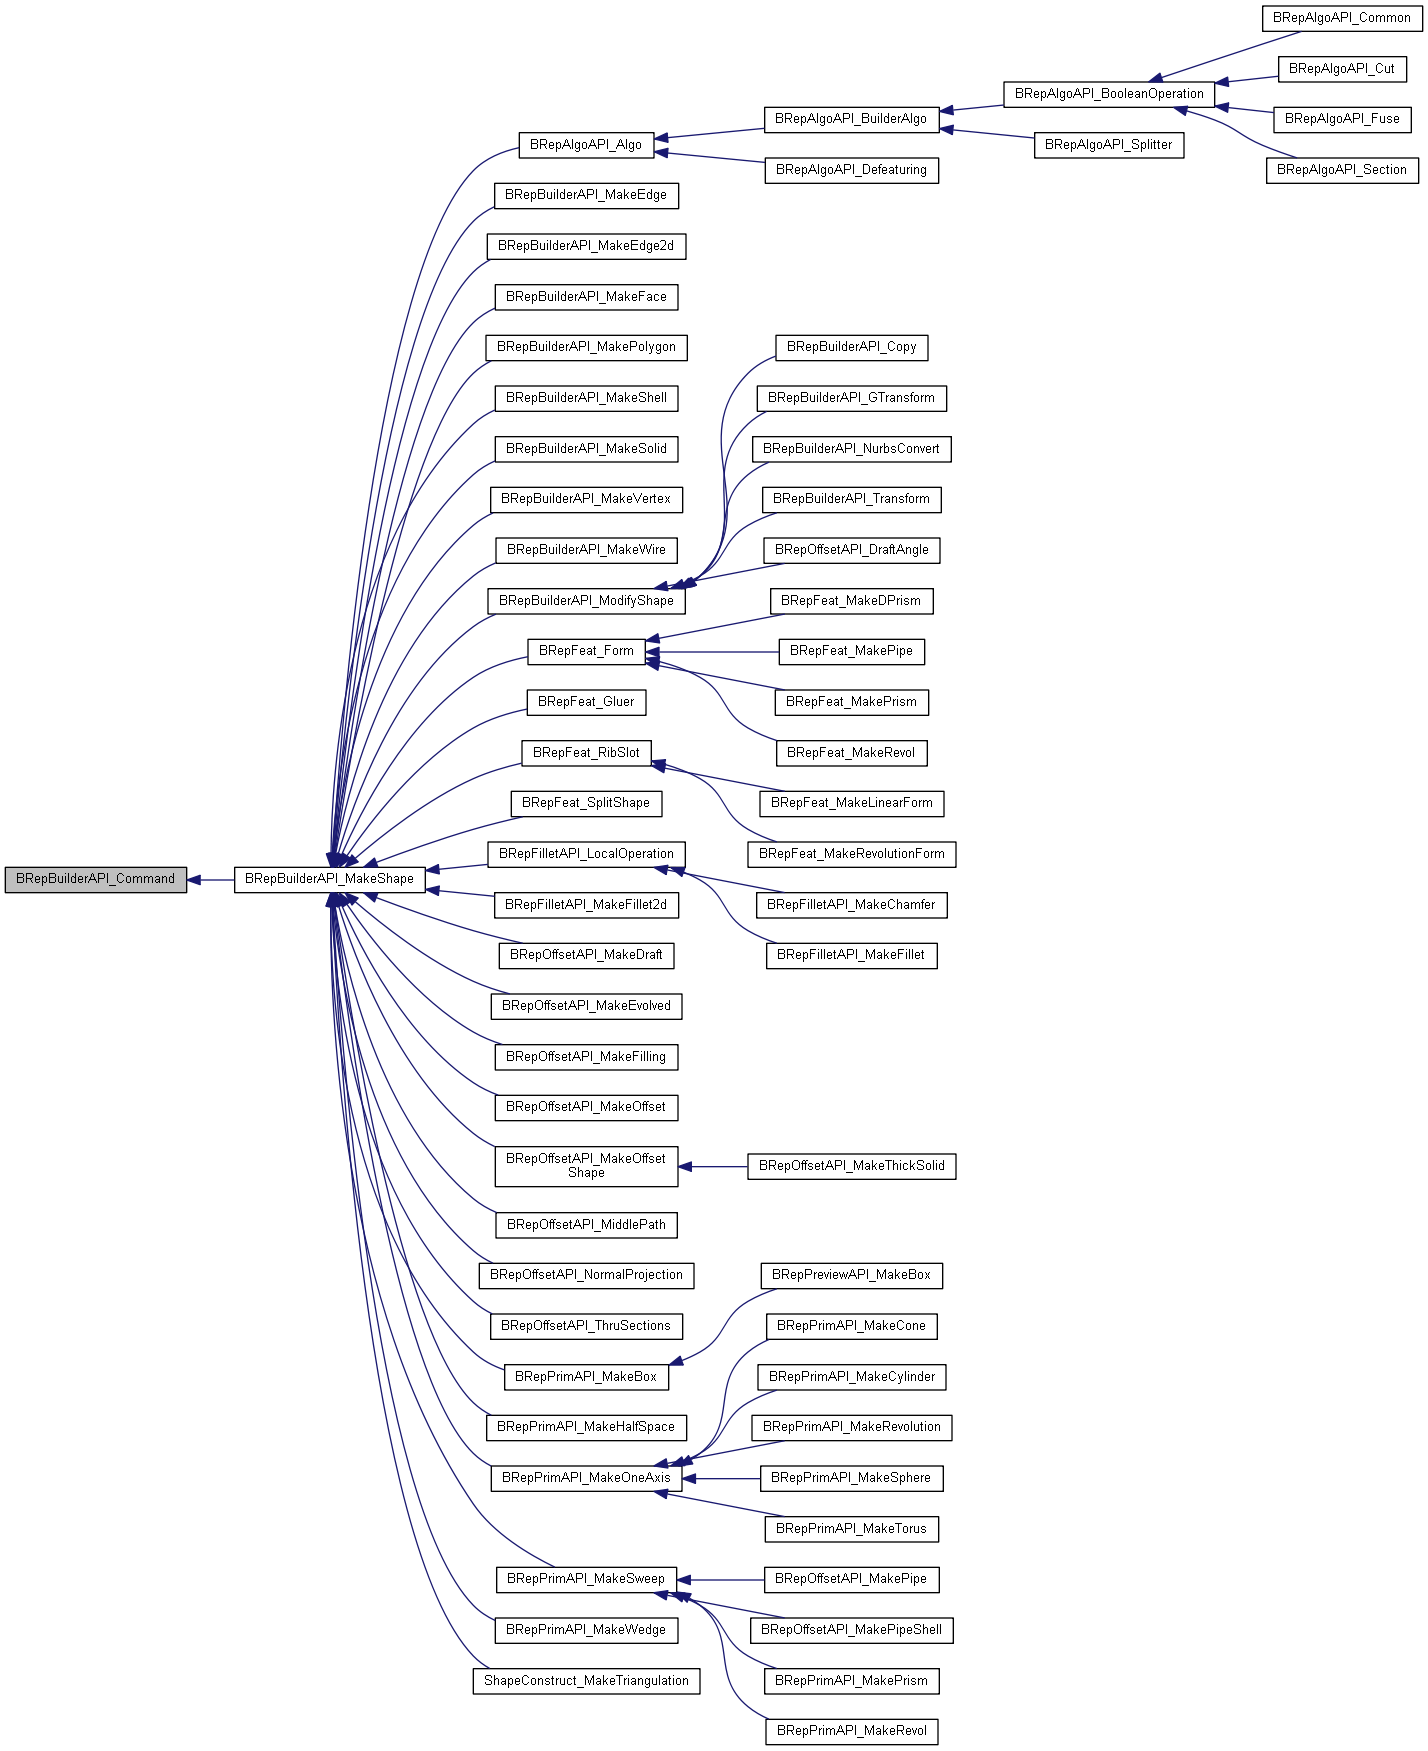 BRepAlgoAPI_Common
BRepAlgoAPI_Cut
BRepAlgoAPI_BooleanOperation
BRepAlgoAPI_BuilderAlgo
BRepAlgoAPI_Fuse
BRepAlgoAPI_Algo
BRepAlgoAPI_Splitter
BRepAlgoAPI_Defeaturing
BRepAlgoAPI_Section
BRepBuilderAPI_MakeEdge
BRepBuilderAPI_MakeEdge2d
BRepBuilderAPI_MakeFace
BRepBuilderAPI_MakePolygon
BRepBuilderAPI_Copy
BRepBuilderAPI_MakeShell
BRepBuilderAPI_GTransform
BRepBuilderAPI_MakeSolid
BRepBuilderAPI_NurbsConvert
BRepBuilderAPI_MakeVertex
BRepBuilderAPI_Transform
BRepBuilderAPI_MakeWire
BRepOffsetAPI_DraftAngle
BRepBuilderAPI_ModifyShape
BRepFeat_MakeDPrism
BRepFeat_Form
BRepFeat_MakePipe
BRepFeat_Gluer
BRepFeat_MakePrism
BRepFeat_RibSlot
BRepFeat_MakeRevol
BRepFeat_SplitShape
BRepFeat_MakeLinearForm
BRepFilletAPI_LocalOperation
BRepFeat_MakeRevolutionForm
BRepBuilderAPI_Command
BRepBuilderAPI_MakeShape
BRepFilletAPI_MakeFillet2d
BRepFilletAPI_MakeChamfer
BRepOffsetAPI_MakeDraft
BRepFilletAPI_MakeFillet
BRepOffsetAPI_MakeEvolved
BRepOffsetAPI_MakeFilling
BRepOffsetAPI_MakeOffset
BRepOffsetAPI_MakeOffset
Shape
BRepOffsetAPI_MakeThickSolid
BRepOffsetAPI_MiddlePath
BRepOffsetAPI_NormalProjection
BRepPreviewAPI_MakeBox
BRepOffsetAPI_ThruSections
BRepPrimAPI_MakeCone
BRepPrimAPI_MakeBox
BRepPrimAPI_MakeCylinder
BRepPrimAPI_MakeHalfSpace
BRepPrimAPI_MakeRevolution
BRepPrimAPI_MakeOneAxis
BRepPrimAPI_MakeSphere
BRepPrimAPI_MakeTorus
BRepPrimAPI_MakeSweep
BRepOffsetAPI_MakePipe
BRepPrimAPI_MakeWedge
BRepOffsetAPI_MakePipeShell
ShapeConstruct_MakeTriangulation
BRepPrimAPI_MakePrism
BRepPrimAPI_MakeRevol